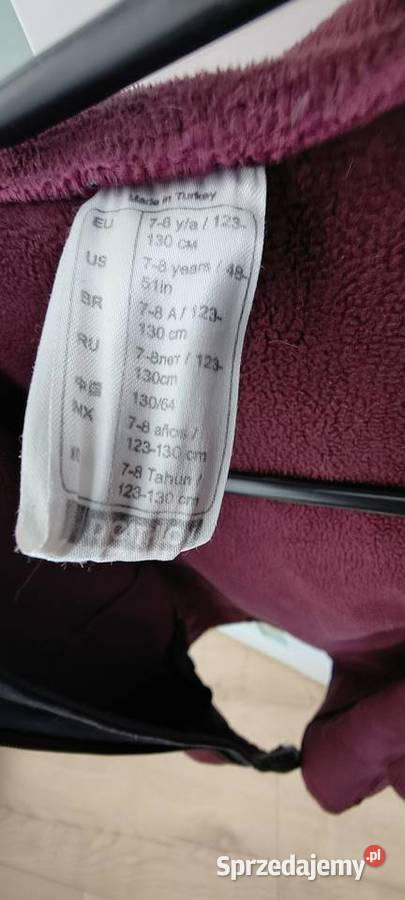 Made in Turkey
EU 7-8 y/a / 123-
130 CM
US 7-8 years / 48-
51in
BR 7-8 A / 123-
130 cm
RU 7-8лет / 123-
130cm
中国 130/64
MX 7-8 años /
123-130 cm
7-8 Tahun /
123-130 cm
Sprzedajemy.pl